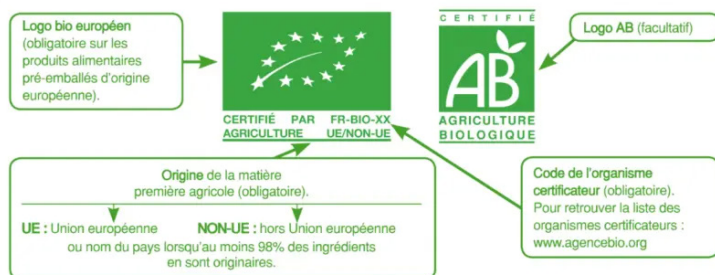 Logo bio européen
(obligatoire sur les
produits alimentaires
pré-emballés d'origine
européenne).
CERTIFIÉ PAR FR-BIO-XX
AGRICULTURE UE/NON-UE
CERTIFIÉ
AB
AGRICULTURE
BIOLOGIQUE
Logo AB (facultatif)
Origine de la matière
première agricole (obligatoire).
UE : Union européenne NON-UE : hors Union européenne
ou nom du pays lorsqu'au moins 98% des ingrédients
en sont originaires.
Code de l'organisme
certificateur (obligatoire).
Pour retrouver la liste des
organismes certificateurs :
www.agencebio.org